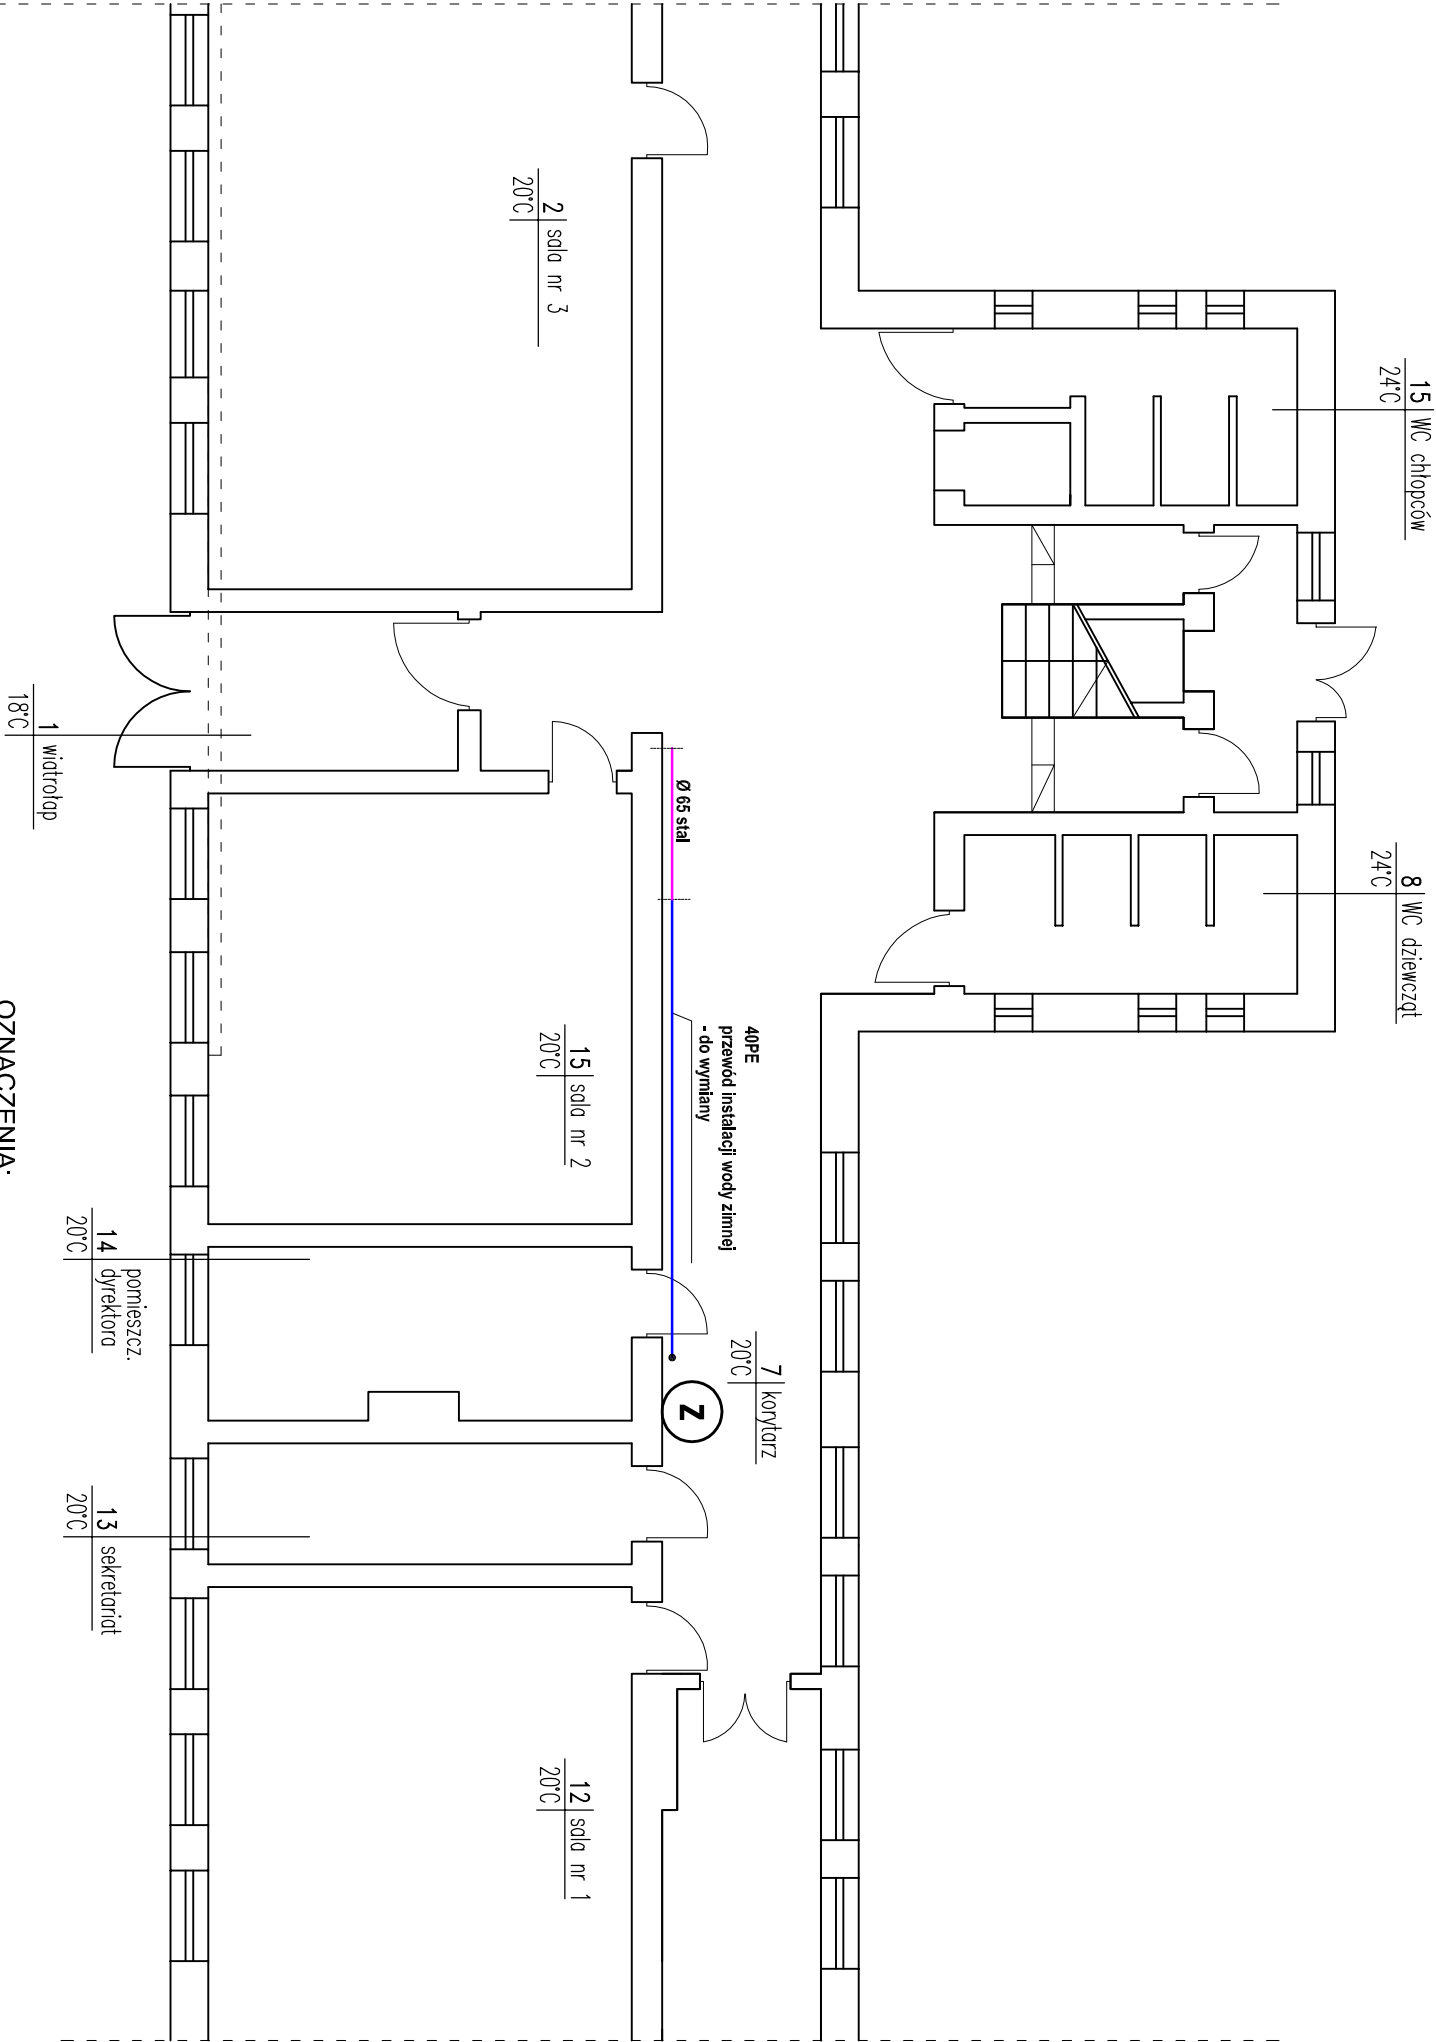 15 WC chłopców
24°C
8 WC dziewcząt
24°C
2 sala nr 3
20°C
1 wiatrołap
18°C
Ø 65 stal
40PE
przewód instalacji wody zimnej
- do wymiany
15 sala nr 2
20°C
7 korytarz
20°C
Z
pomieszcz.
14 dyrektora
20°C
13 sekretariat
20°C
12 sala nr 1
20°C
OZNACZENIA: